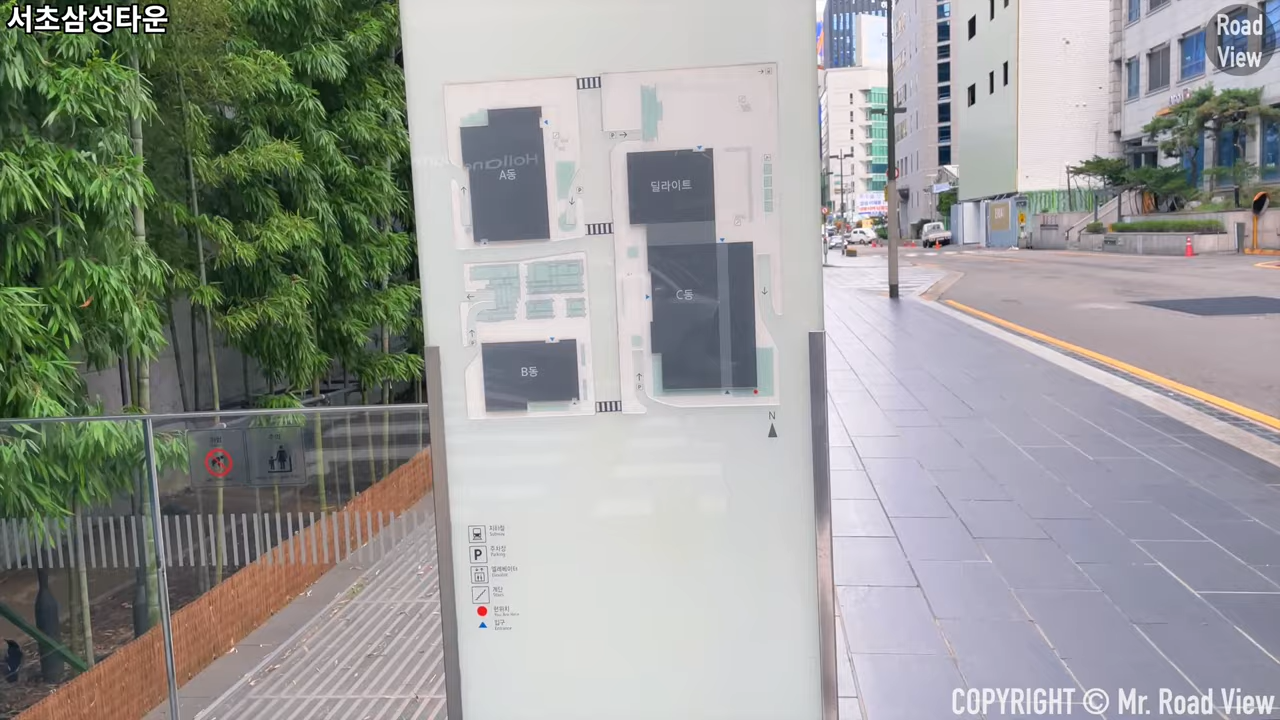 서초삼성타운
Road
View
A동
딜라이트
C동
B동
N
지하철
Subway
P
주차장
Parking
엘레베이터
Elevator
계단
Stairs
현위치
You Are Here
입구
Entrance
COPYRIGHT © Mr. Road View